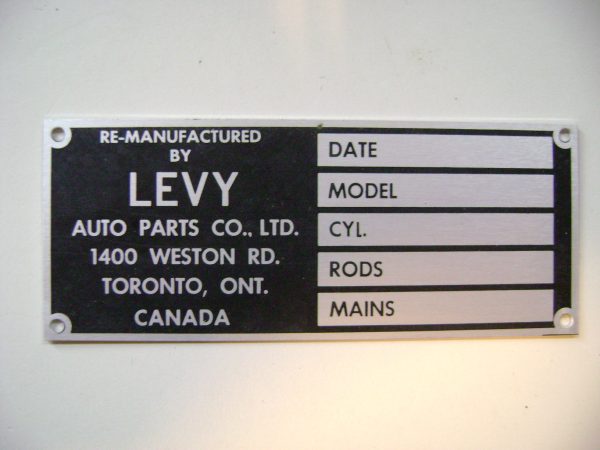 RE-MANUFACTURED
BY
LEVY
AUTO PARTS CO., LTD.
1400 WESTON RD.
TORONTO, ONT.
CANADA
DATE
MODEL
CYL.
RODS
MAINS